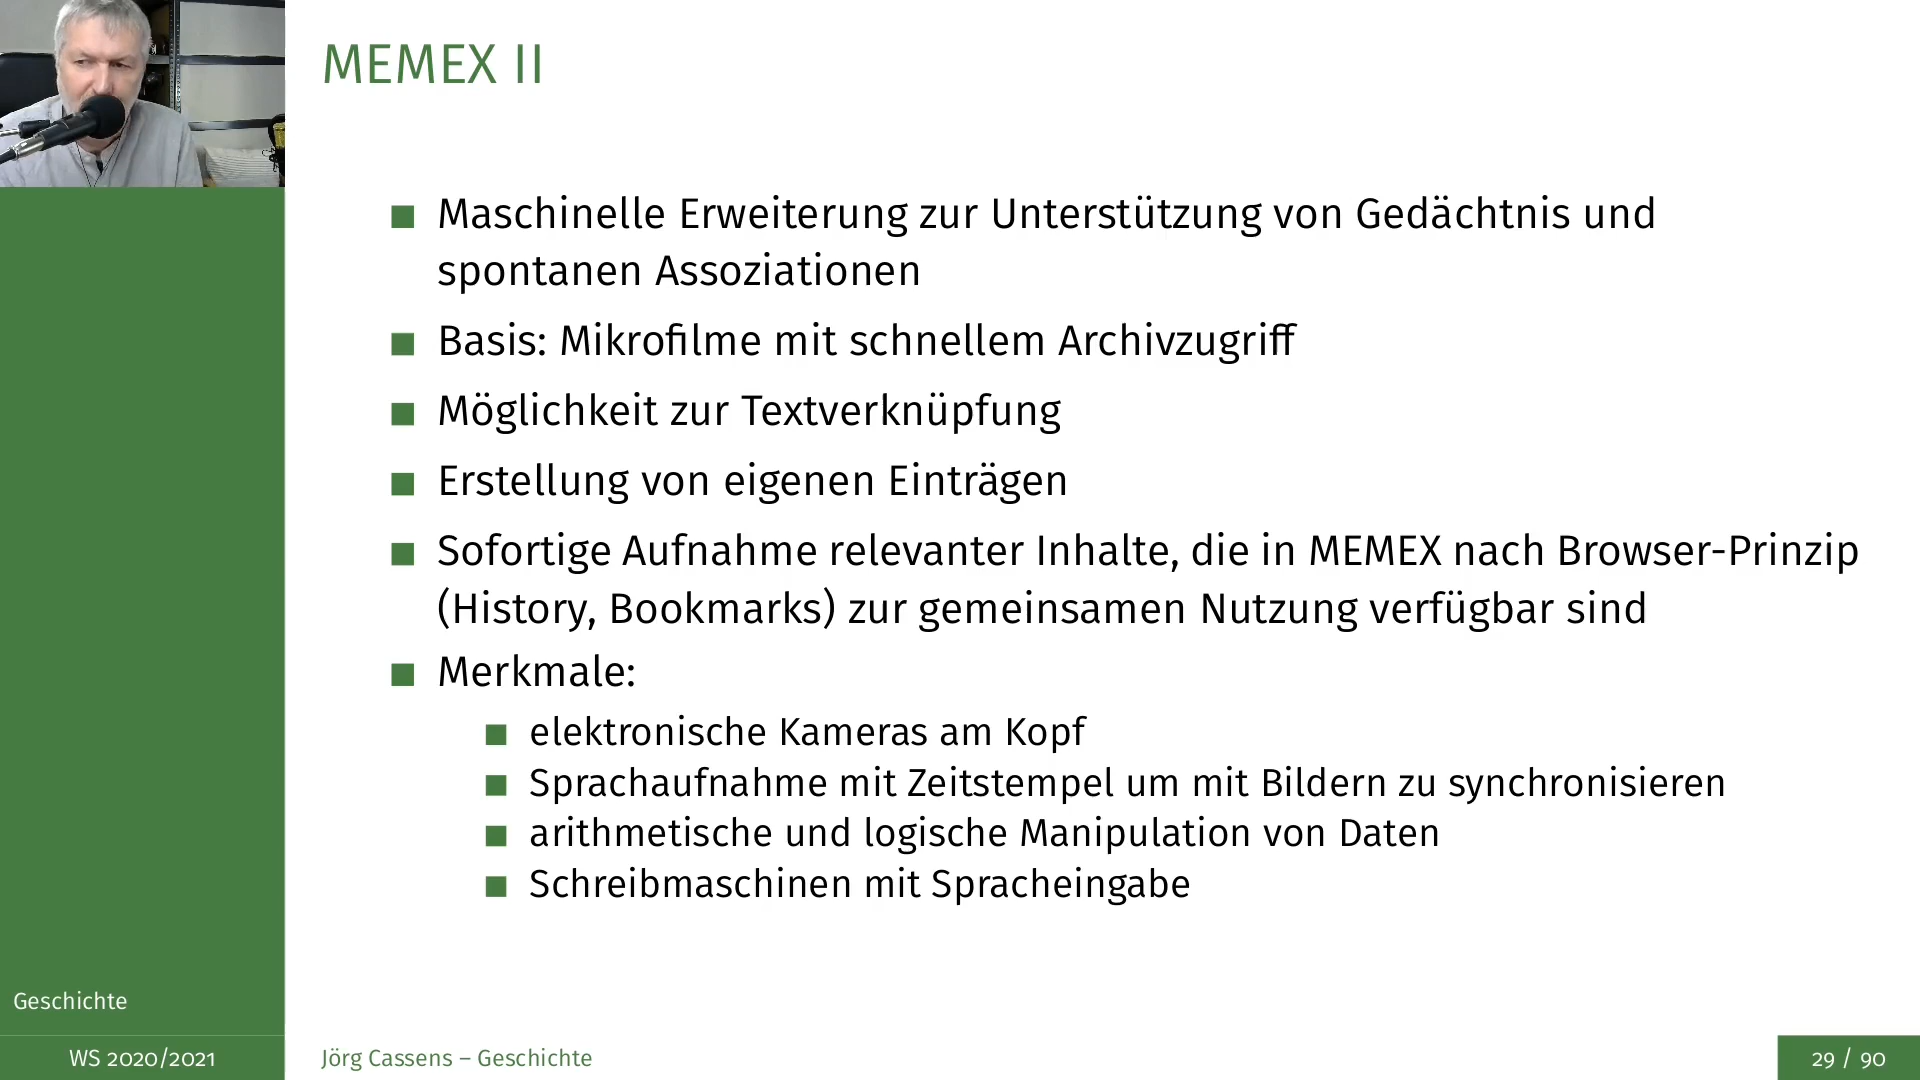 MEMEX II
Maschinelle Erweiterung zur Unterstützung von Gedächtnis und
spontanen Assoziationen
Basis: Mikrofilme mit schnellem Archivzugriff
Möglichkeit zur Textverknüpfung
Erstellung von eigenen Einträgen
Sofortige Aufnahme relevanter Inhalte, die in MEMEX nach Browser-Prinzip
(History, Bookmarks) zur gemeinsamen Nutzung verfügbar sind
Merkmale:
elektronische Kameras am Kopf
Sprachaufnahme mit Zeitstempel um mit Bildern zu synchronisieren
arithmetische und logische Manipulation von Daten
Schreibmaschinen mit Spracheingabe
Geschichte
WS 2020/2021
Jörg Cassens – Geschichte
29 / 90